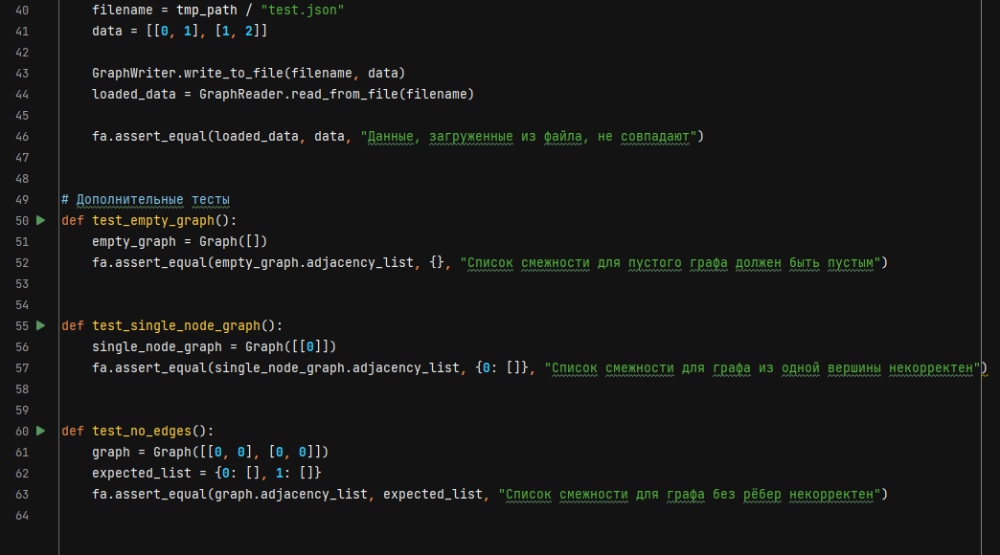 40 filename = tmp_path / "test.json"
41 data = [[0, 1], [1, 2]]
42
43 GraphWriter.write_to_file(filename, data)
44 loaded_data = GraphReader.read_from_file(filename)
45
46 fa.assert_equal(loaded_data, data, "Данные, загруженные из файла, не совпадают")
47
48
49 # Дополнительные тесты
50 def test_empty_graph():
51 empty_graph = Graph([])
52 fa.assert_equal(empty_graph.adjacency_list, {}, "Список смежности для пустого графа должен быть пустым")
53
54
55 def test_single_node_graph():
56 single_node_graph = Graph([[0]])
57 fa.assert_equal(single_node_graph.adjacency_list, {0: []}, "Список смежности для графа из одной вершины некорректен")
58
59
60 def test_no_edges():
61 graph = Graph([[0, 0], [0, 0]])
62 expected_list = {0: [], 1: []}
63 fa.assert_equal(graph.adjacency_list, expected_list, "Список смежности для графа без рёбер некорректен")
64